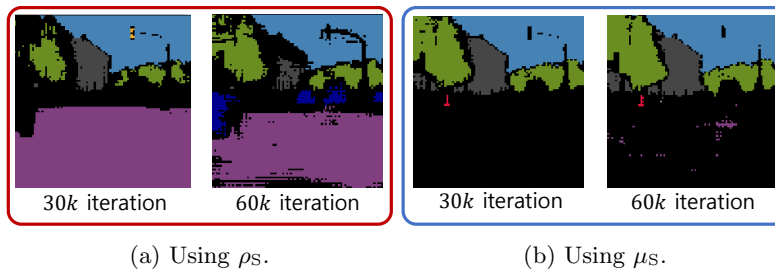 30k iteration 60k iteration 30k iteration 60k iteration
(a) Using ρS. (b) Using μS.